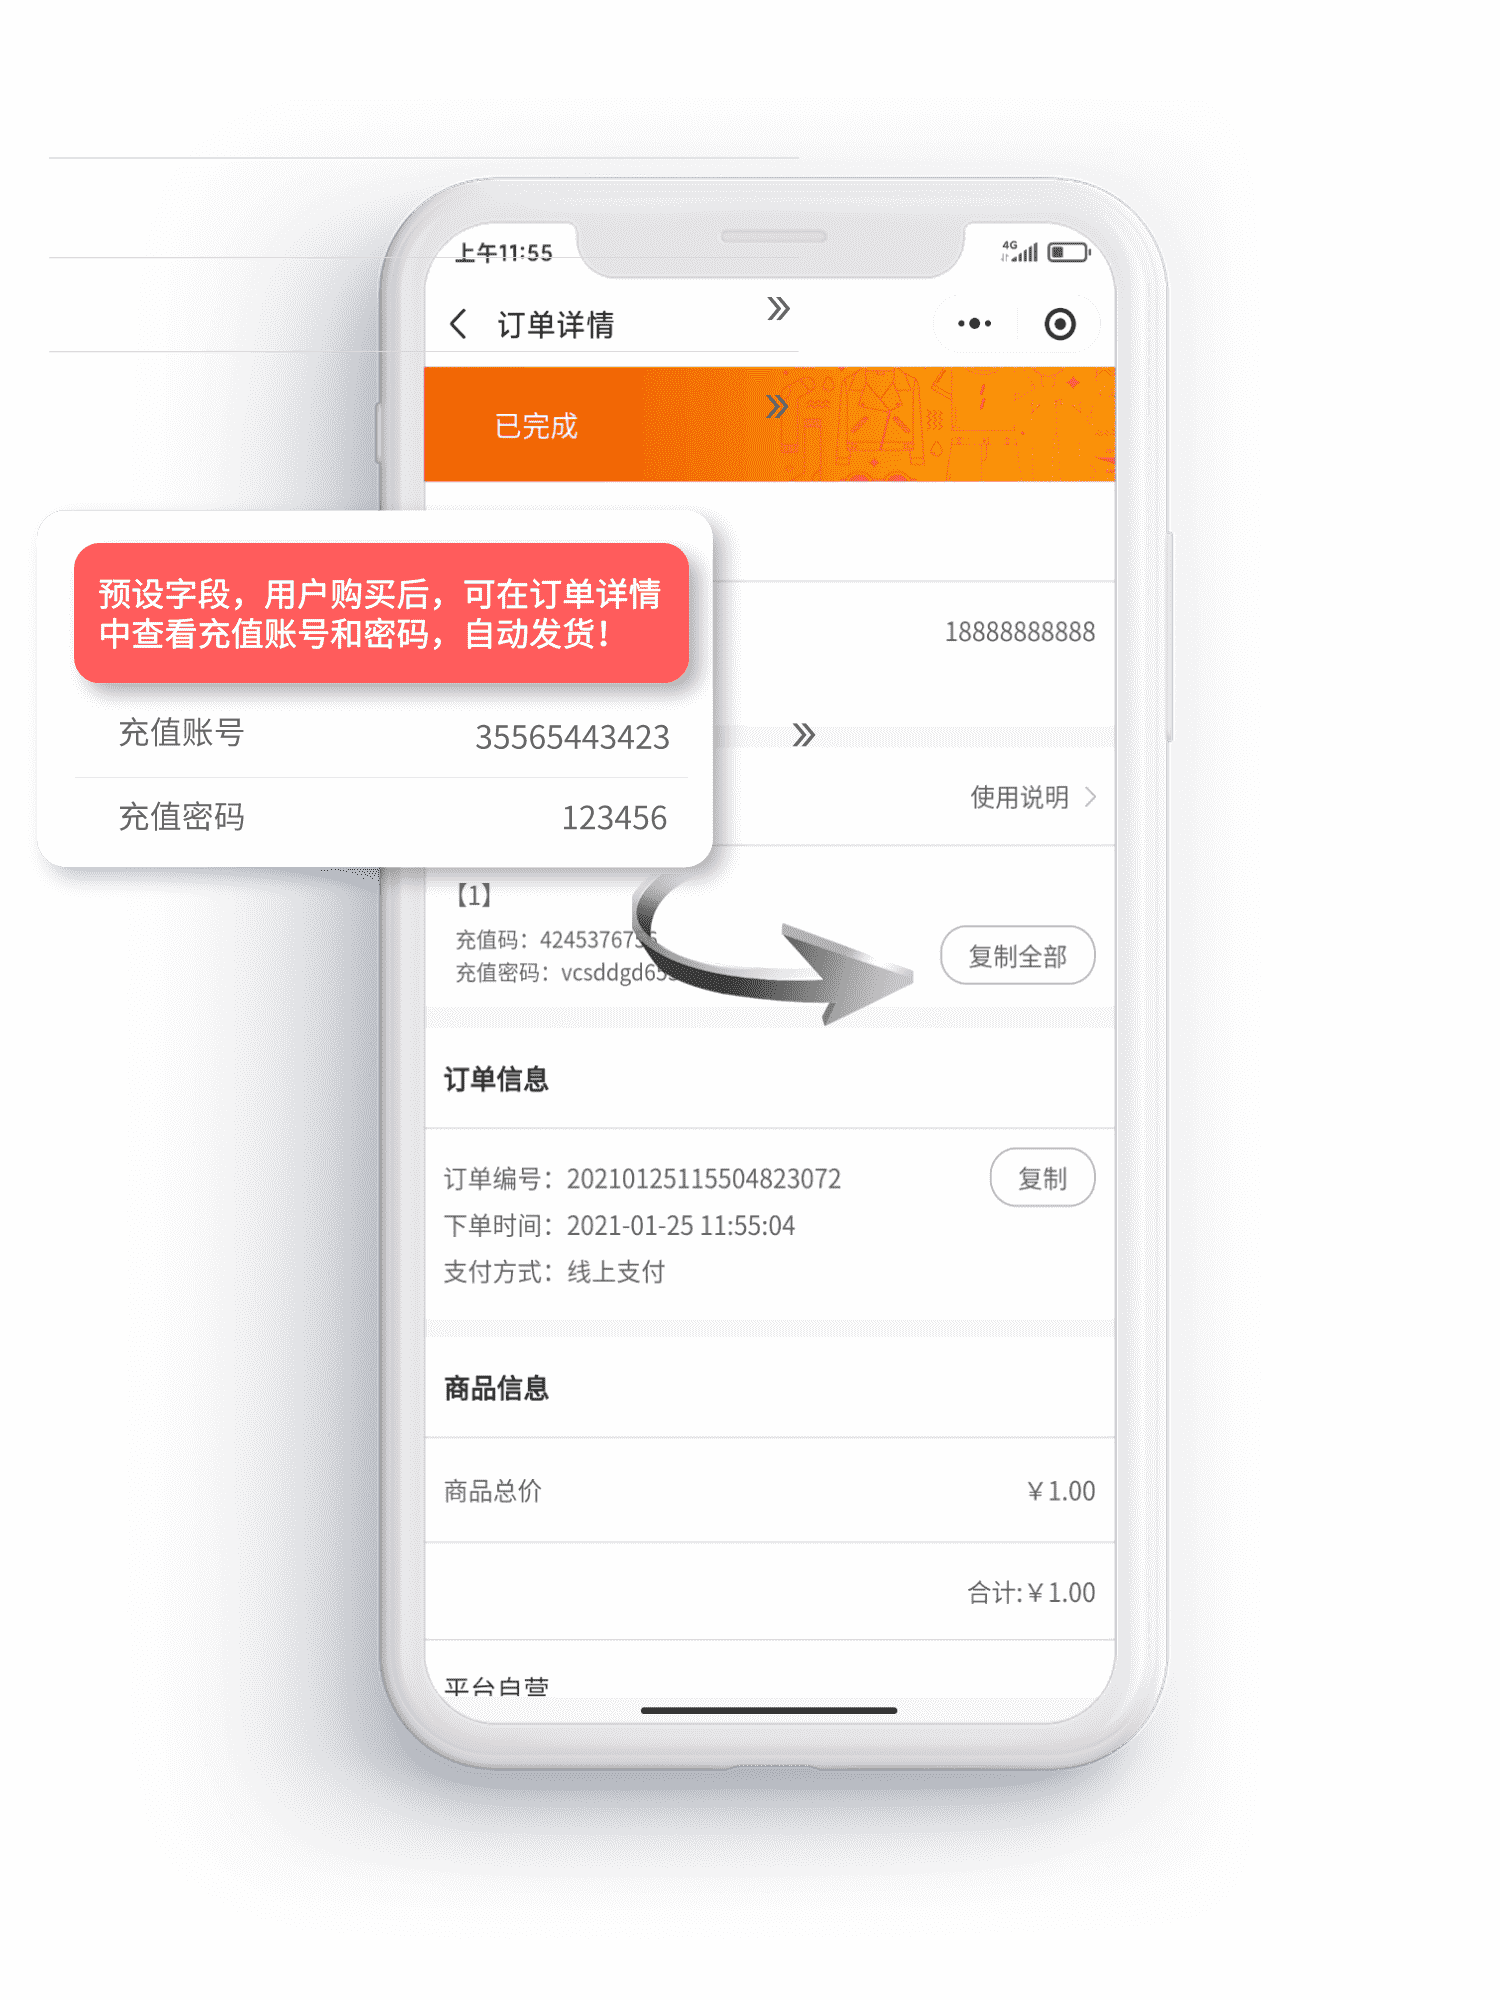 上午11:55
4G
订单详情
已完成
预设字段，用户购买后，可在订单详情
中查看充值账号和密码，自动发货！
18888888888
充值账号 35565443423
充值密码 123456
使用说明
【1】
充值码：42453767
充值密码：vcsddgd65
复制全部
订单信息
订单编号：20210125115504823072 复制
下单时间：2021-01-25 11:55:04
支付方式：线上支付
商品信息
商品总价 ￥1.00
合计:￥1.00
平台自营